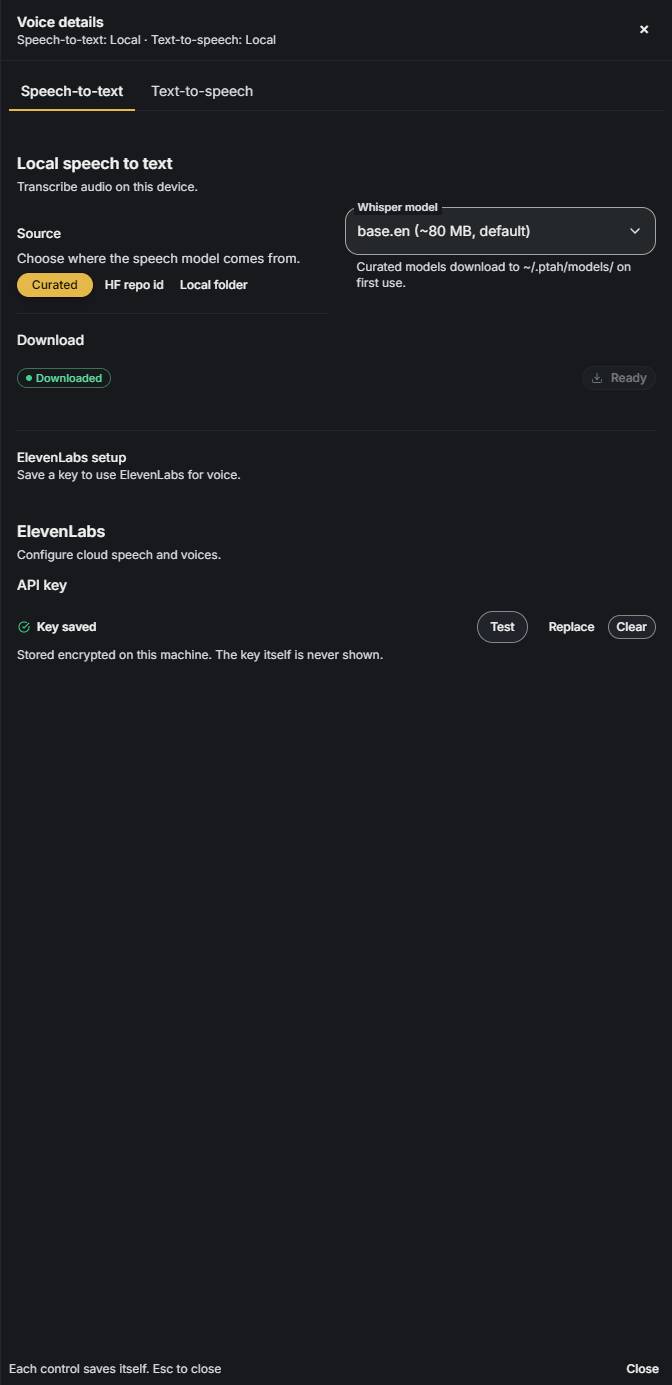 Voice details
Speech-to-text: Local · Text-to-speech: Local
×
Speech-to-text
Text-to-speech
Local speech to text
Transcribe audio on this device.
Source
Choose where the speech model comes from.
Curated
HF repo id
Local folder
Whisper model
base.en (~80 MB, default)
Curated models download to ~/.ptah/models/ on
first use.
Download
Downloaded
Ready
ElevenLabs setup
Save a key to use ElevenLabs for voice.
ElevenLabs
Configure cloud speech and voices.
API key
Key saved
Test
Replace
Clear
Stored encrypted on this machine. The key itself is never shown.
Each control saves itself. Esc to close
Close